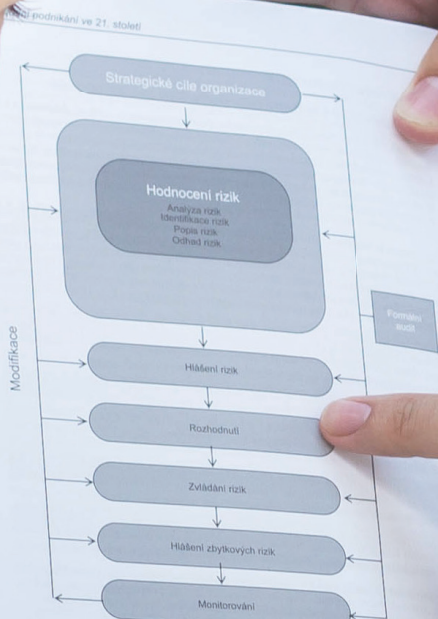 podnikání ve 21. století
Strategické cíle organizace
Hodnocení rizik
Analýza rizik
Identifikace rizik
Popis rizik
Odhad rizik
Formální
audit
Modifikace
Hlášení rizik
Rozhodnutí
Zvládání rizik
Hlášení zbytkových rizik
Monitorování